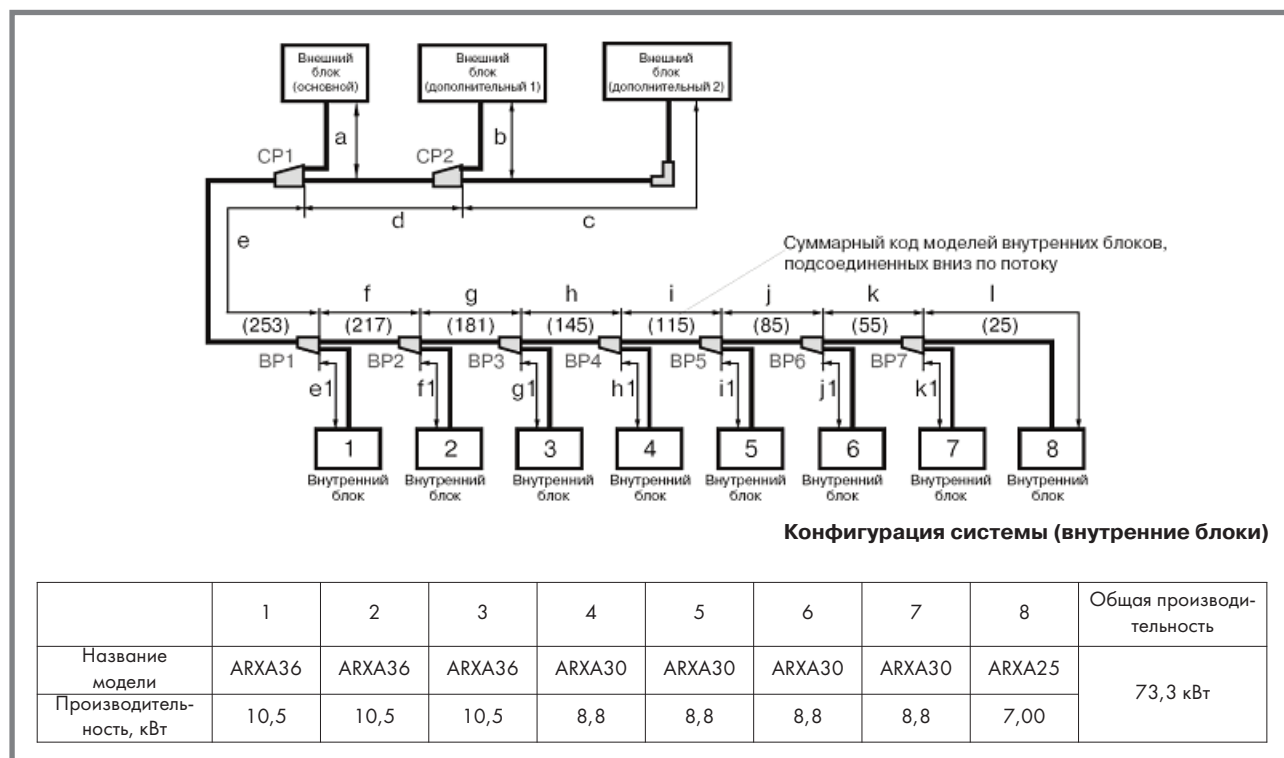 Внешний блок (основной)
Внешний блок (дополнительный 1)
Внешний блок (дополнительный 2)
a
b
CP1
CP2
d
c
e
Суммарный код моделей внутренних блоков,
подсоединенных вниз по потоку
f g h i j k l
(253) (217) (181) (145) (115) (85) (55) (25)
BP1 BP2 BP3 BP4 BP5 BP6 BP7
e1 f1 g1 h1 i1 j1 k1
1 2 3 4 5 6 7 8
Внутренний Внутренний Внутренний Внутренний Внутренний Внутренний Внутренний Внутренний
блок блок блок блок блок блок блок блок
Конфигурация системы (внутренние блоки)
1 2 3 4 5 6 7 8 Общая производи-
тельность
Название модели ARXA36 ARXA36 ARXA36 ARXA30 ARXA30 ARXA30 ARXA30 ARXA25 73,3 кВт
Производитель-
ность, кВт 10,5 10,5 10,5 8,8 8,8 8,8 8,8 7,00